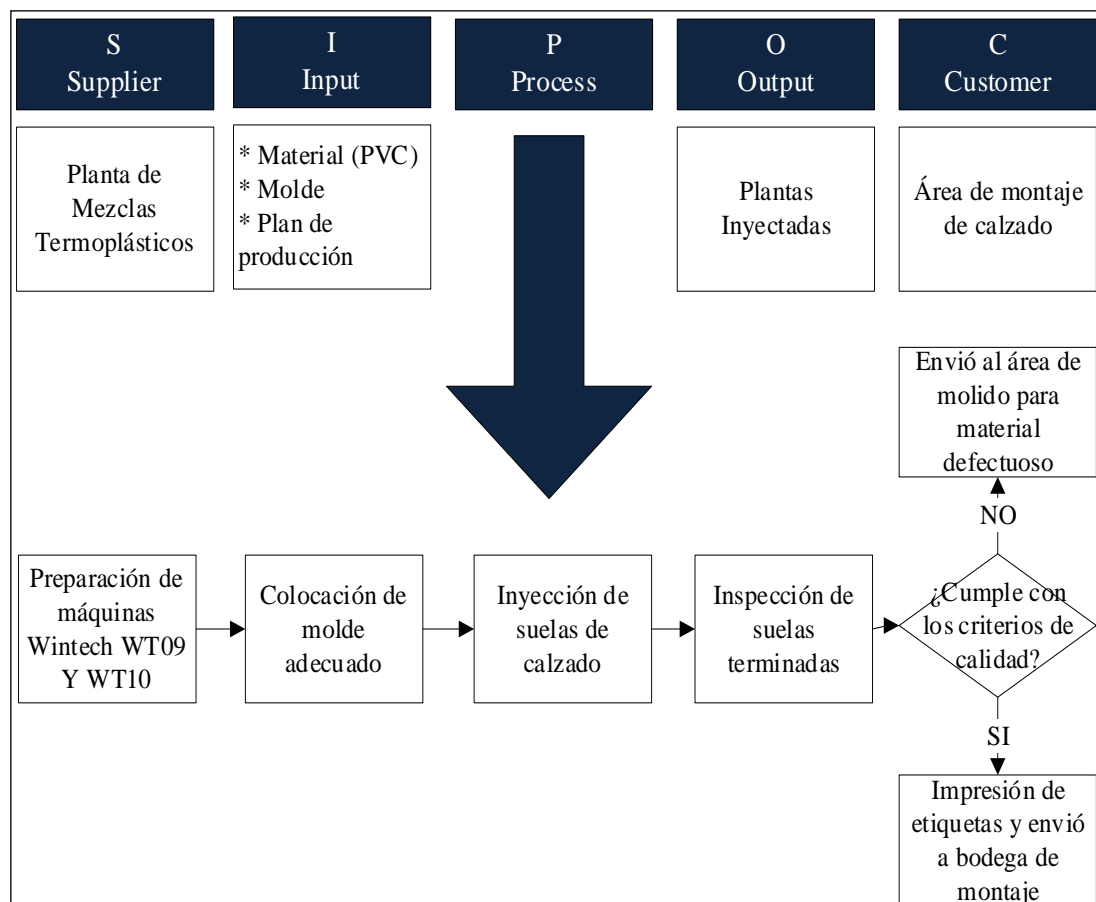 S
Supplier
I
Input
P
Process
O
Output
C
Customer
Planta de
Mezclas
Termoplásticos
* Material (PVC)
* Molde
* Plan de
producción
Plantas
Inyectadas
Área de montaje
de calzado
Envió al área de
molido para
material
defectuoso
NO
Preparación de
máquinas
Wintech WT09
Y WT10
Colocación de
molde
adecuado
Inyección de
suelas de
calzado
Inspección de
suelas
terminadas
¿Cumple con
los criterios de
calidad?
SI
Impresión de
etiquetas y envió
a bodega de
montaje